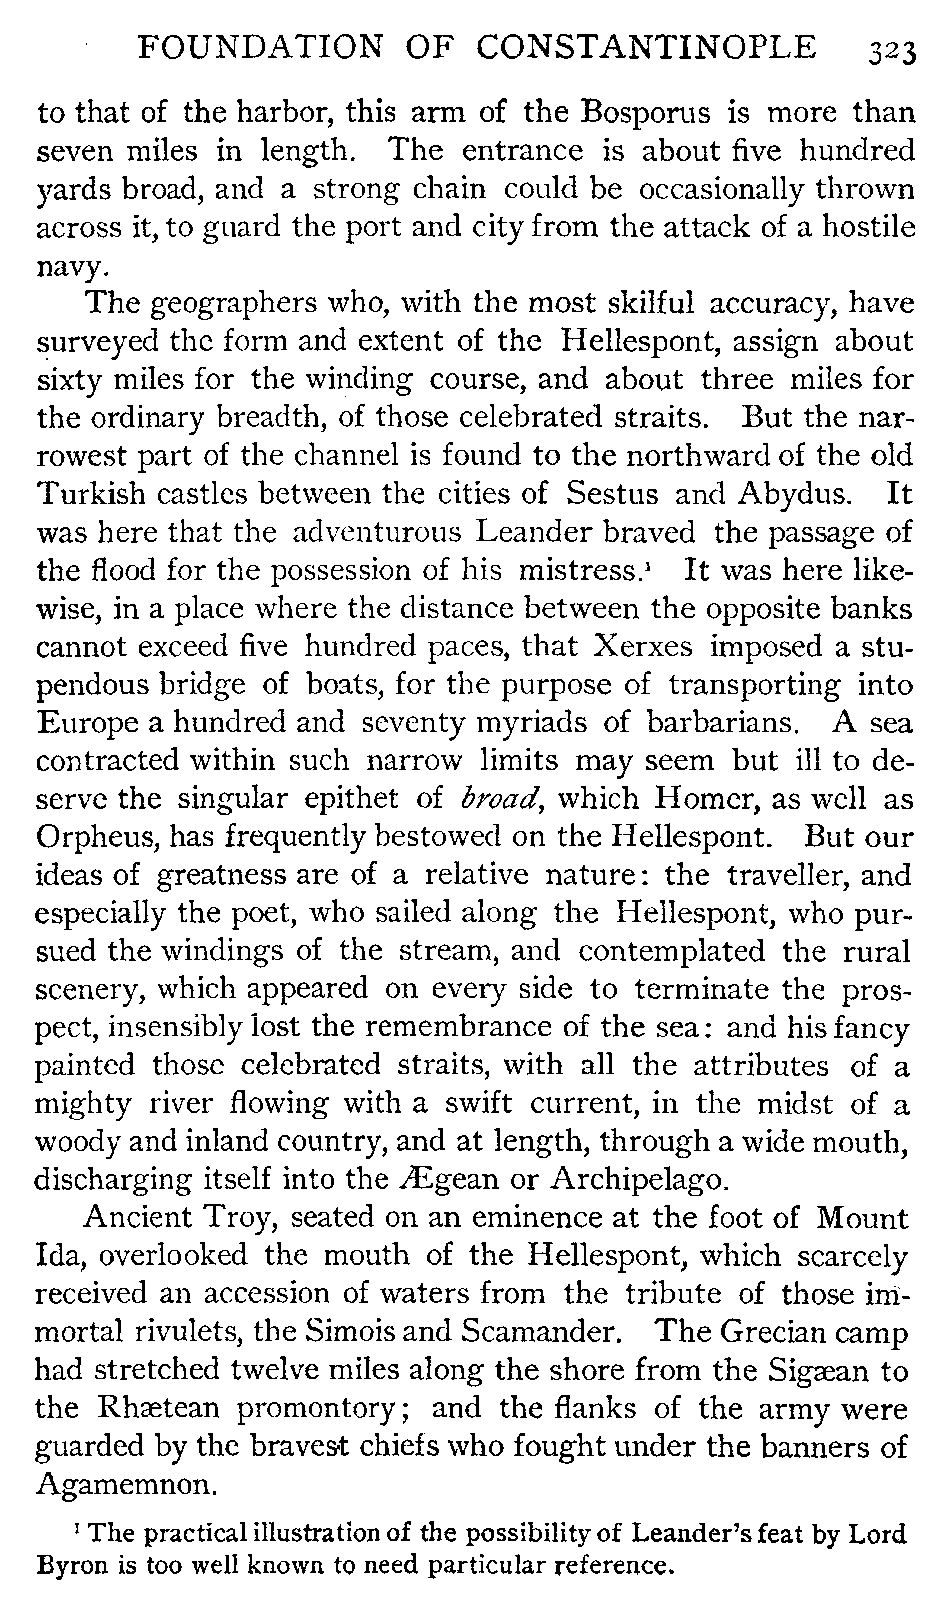 FOUNDATION OF CONSTANTINOPLE 323
to that of the harbor, this arm of the Bosporus is more than
seven miles in length. The entrance is about five hundred
yards broad, and a strong chain could be occasionally thrown
across it, to guard the port and city from the attack of a hostile
navy.
The geographers who, with the most skilful accuracy, have
surveyed the form and extent of the Hellespont, assign about
sixty miles for the winding course, and about three miles for
the ordinary breadth, of those celebrated straits. But the nar-
rowest part of the channel is found to the northward of the old
Turkish castles between the cities of Sestus and Abydus. It
was here that the adventurous Leander braved the passage of
the flood for the possession of his mistress.¹ It was here like-
wise, in a place where the distance between the opposite banks
cannot exceed five hundred paces, that Xerxes imposed a stu-
pendous bridge of boats, for the purpose of transporting into
Europe a hundred and seventy myriads of barbarians. A sea
contracted within such narrow limits may seem but ill to de-
serve the singular epithet of broad, which Homer, as well as
Orpheus, has frequently bestowed on the Hellespont. But our
ideas of greatness are of a relative nature: the traveller, and
especially the poet, who sailed along the Hellespont, who pur-
sued the windings of the stream, and contemplated the rural
scenery, which appeared on every side to terminate the pros-
pect, insensibly lost the remembrance of the sea: and his fancy
painted those celebrated straits, with all the attributes of a
mighty river flowing with a swift current, in the midst of a
woody and inland country, and at length, through a wide mouth,
discharging itself into the Ægean or Archipelago.
Ancient Troy, seated on an eminence at the foot of Mount
Ida, overlooked the mouth of the Hellespont, which scarcely
received an accession of waters from the tribute of those im-
mortal rivulets, the Simois and Scamander. The Grecian camp
had stretched twelve miles along the shore from the Sigæan to
the Rhætean promontory; and the flanks of the army were
guarded by the bravest chiefs who fought under the banners of
Agamemnon.
¹ The practical illustration of the possibility of Leander's feat by Lord
Byron is too well known to need particular reference.